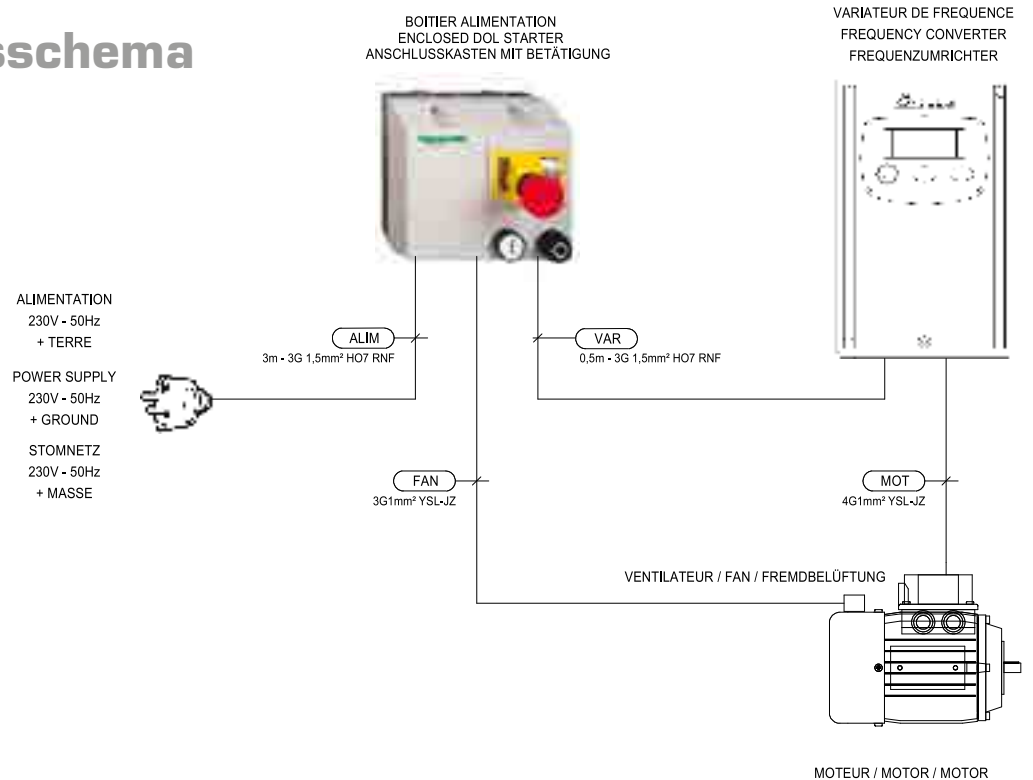 sschema
BOITIER ALIMENTATION
ENCLOSED DOL STARTER
ANSCHLUSSKASTEN MIT BETÄTIGUNG
VARIATEUR DE FREQUENCE
FREQUENCY CONVERTER
FREQUENZUMRICHTER
ALIMENTATION
230V - 50Hz
+ TERRE
POWER SUPPLY
230V - 50Hz
+ GROUND
STOMNETZ
230V - 50Hz
+ MASSE
ALIM
3m - 3G 1,5mm² HO7 RNF
VAR
0,5m - 3G 1,5mm² HO7 RNF
FAN
3G1mm² YSL-JZ
MOT
4G1mm² YSL-JZ
VENTILATEUR / FAN / FREMDBELÜFTUNG
MOTEUR / MOTOR / MOTOR